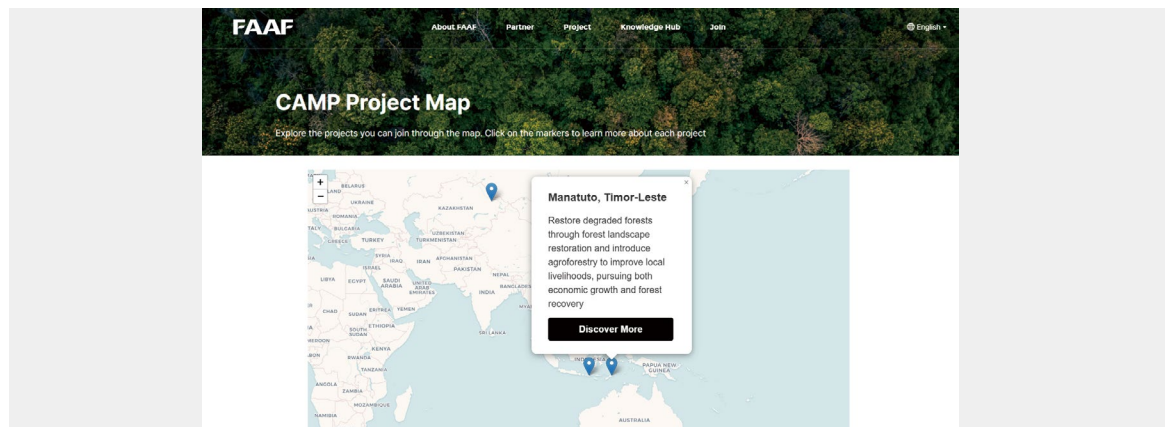 FAAF
About FAAF Partner Project Knowledge Hub Join
English
CAMP Project Map
Explore the projects you can join through the map. Click on the markers to learn more about each project
+
−
BELARUS
UKRAINE
AUSTRIA
ROMANIA
KAZAKHSTAN
ITALY BULGARIA
UZBEKISTAN
GREECE TURKEY TURKMENISTAN
SYRIA
IRAQ IRAN AFGHANISTAN
ISRAEL
PAKISTAN
NEPAL
LIBYA EGYPT SAUDI ARABIA
UNITED ARAB EMIRATES
INDIA
CHAD SUDAN ERITREA YEMEN
SOUTH SUDAN ETHIOPIA
SRI LANKA
KENYA
RWANDA
TANZANIA
ANGOLA
ZAMBIA
MOZAMBIQUE
NAMIBIA
PAPUA NEW GUINEA
AUSTRALIA
×
Manatuto, Timor-Leste
Restore degraded forests
through forest landscape
restoration and introduce
agroforestry to improve local
livelihoods, pursuing both
economic growth and forest
recovery
Discover More